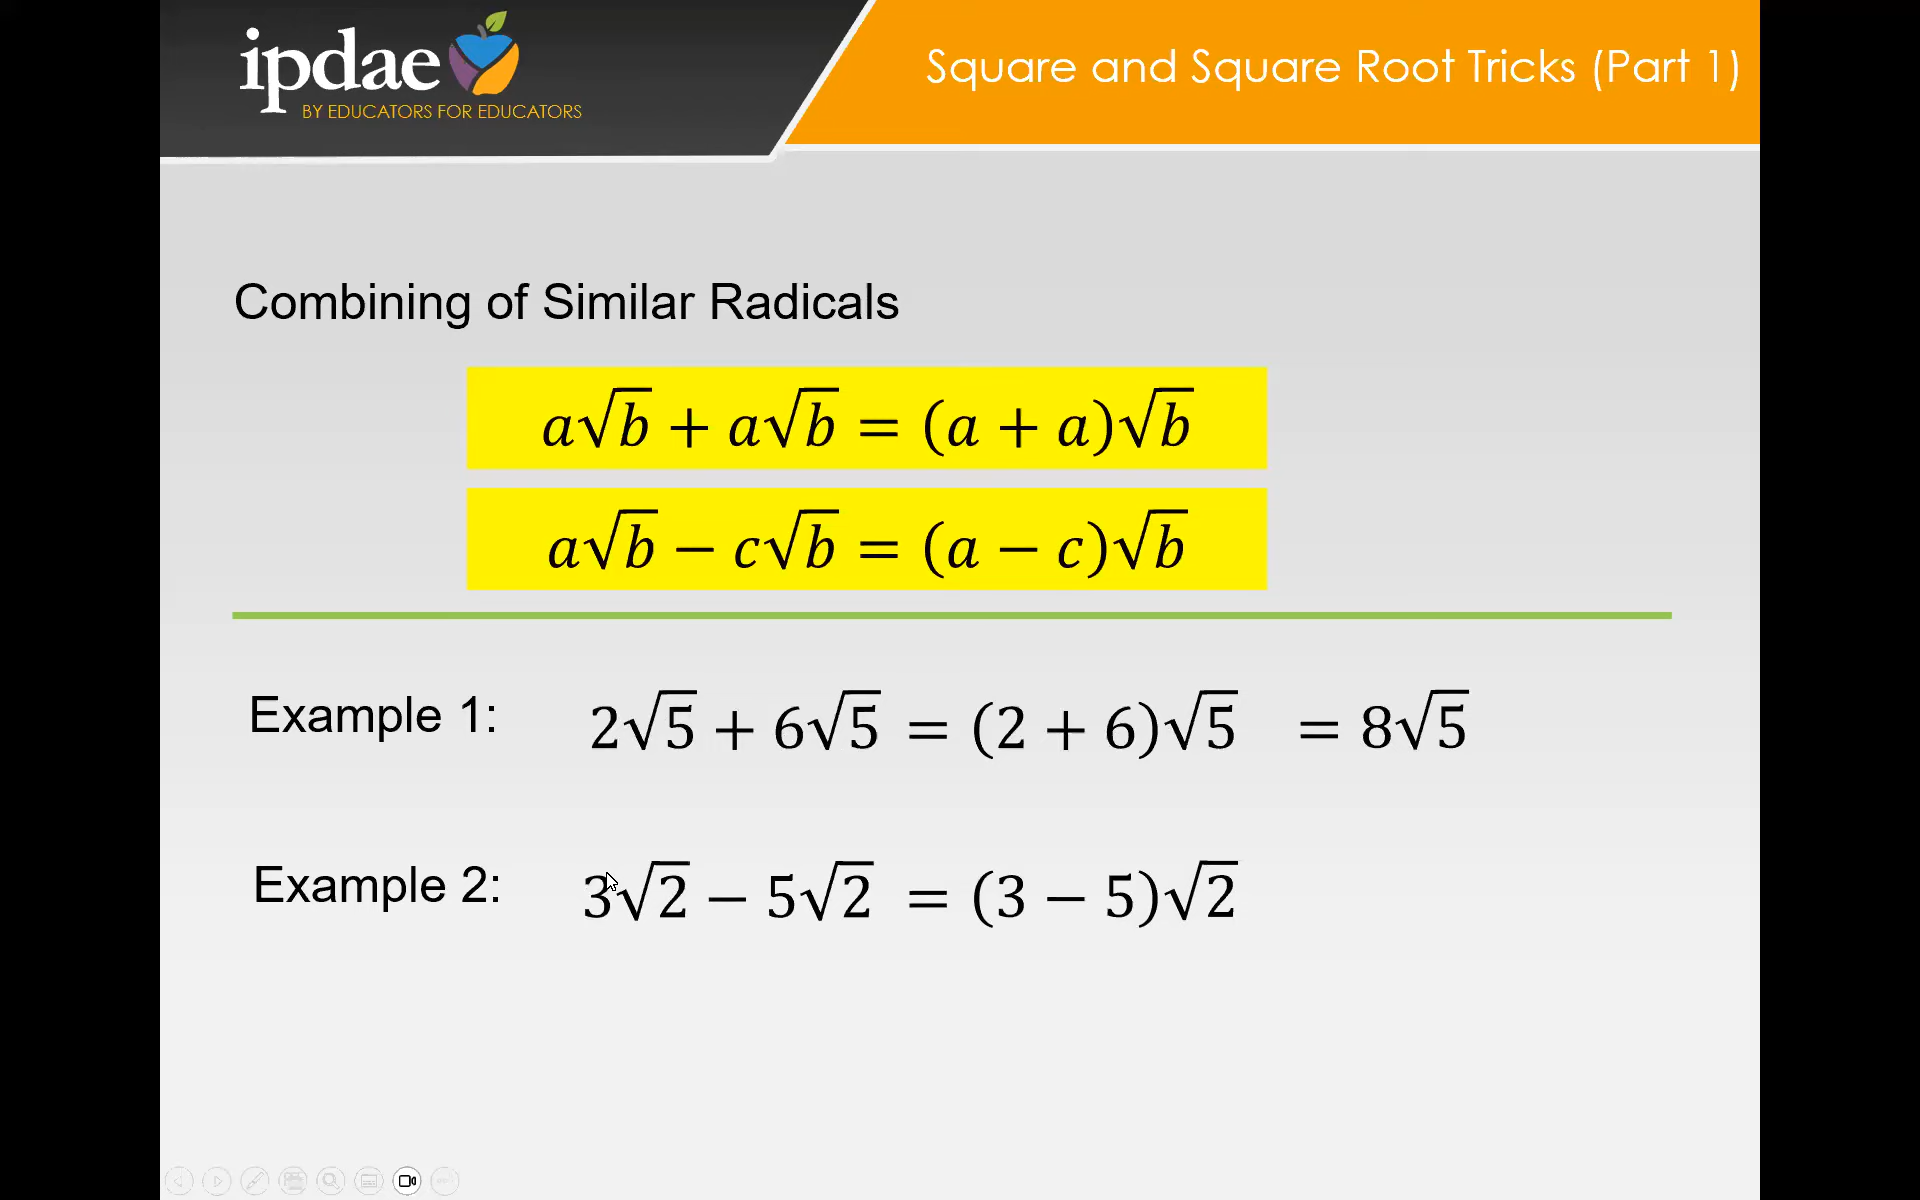 ipdae
BY EDUCATORS FOR EDUCATORS
Square and Square Root Tricks (Part 1)
Combining of Similar Radicals
a√b + a√b = (a + a)√b
a√b − c√b = (a − c)√b
Example 1: 2√5 + 6√5 = (2 + 6)√5 = 8√5
Example 2: 3√2 − 5√2 = (3 − 5)√2